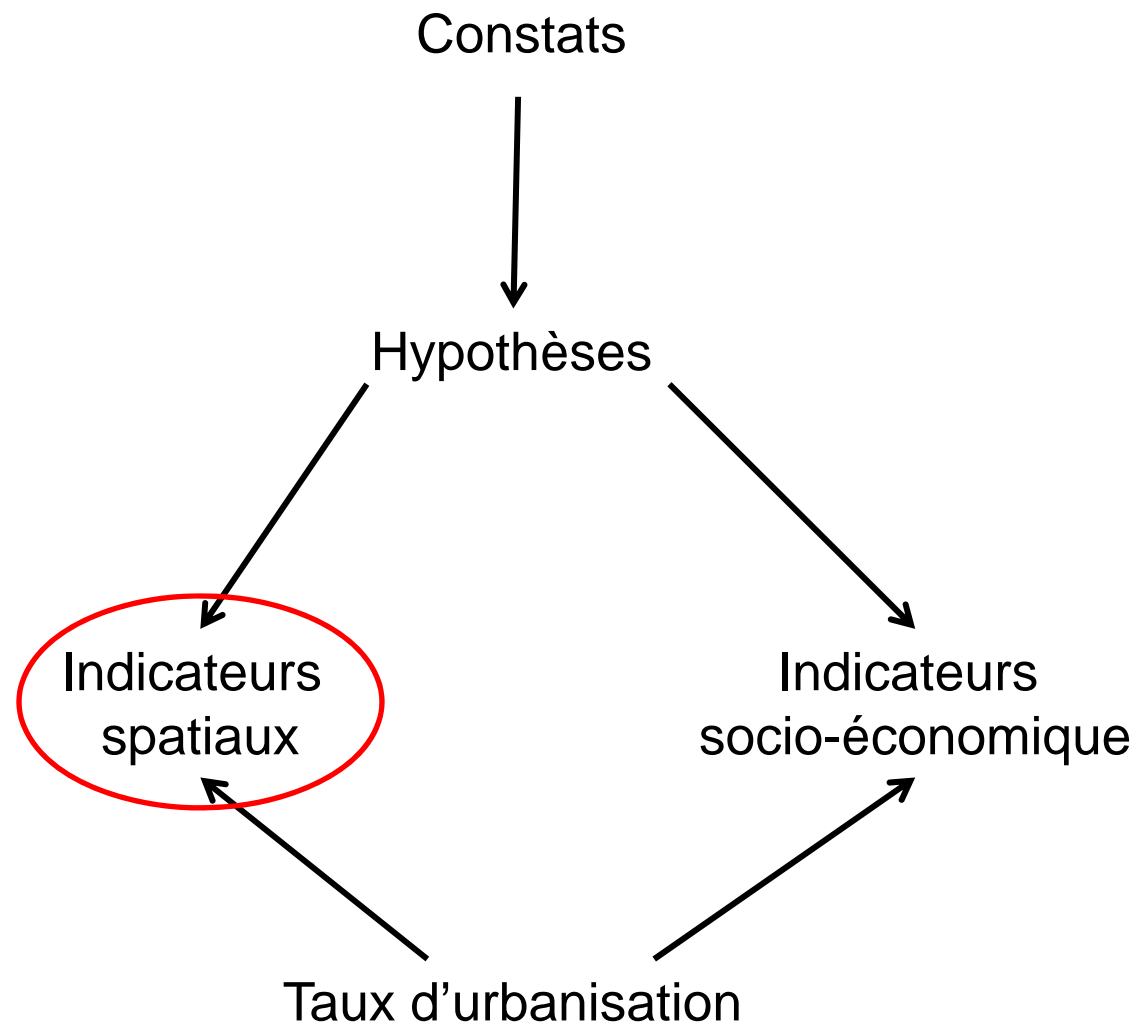 Constats
Hypothèses
Indicateurs
spatiaux
Indicateurs
socio-économique
Taux d’urbanisation